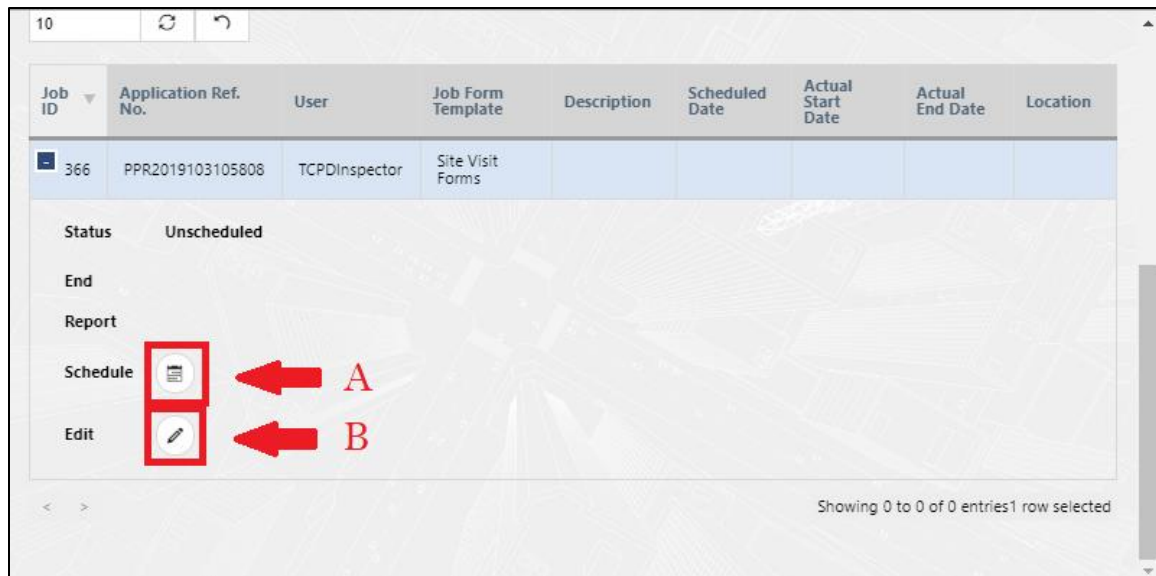 10
Job ID Application Ref. No. User Job Form Template Description Scheduled Date Actual Start Date Actual End Date Location
- 366 PPR2019103105808 TCPDInspector Site Visit Forms
Status Unscheduled
End
Report
Schedule A
Edit B
< > Showing 0 to 0 of 0 entries1 row selected